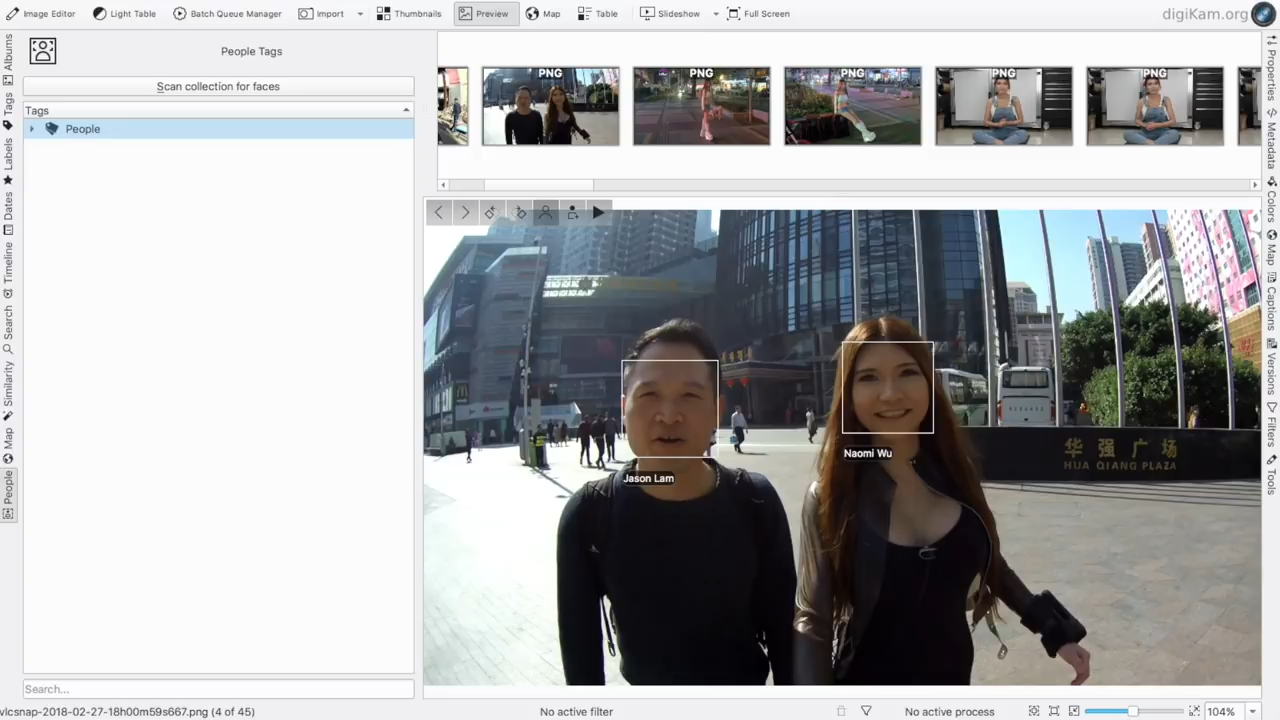 Image Editor Light Table Batch Queue Manager Import Thumbnails Preview Map Table Slideshow Full Screen digiKam.org
People Tags
Scan collection for faces
Tags
People
Search...
Albums
Tags
Labels
Dates
Timeline
Search
Similarity
Map
People
PNG PNG PNG PNG PNG
Jason Lam
Naomi Wu
华强广场
HUA QIANG PLAZA
Properties
Metadata
Colors
Map
Captions
Versions
Filters
Tools
vlcsnap-2018-02-27-18h00m59s667.png (4 of 45) No active filter No active process 104%